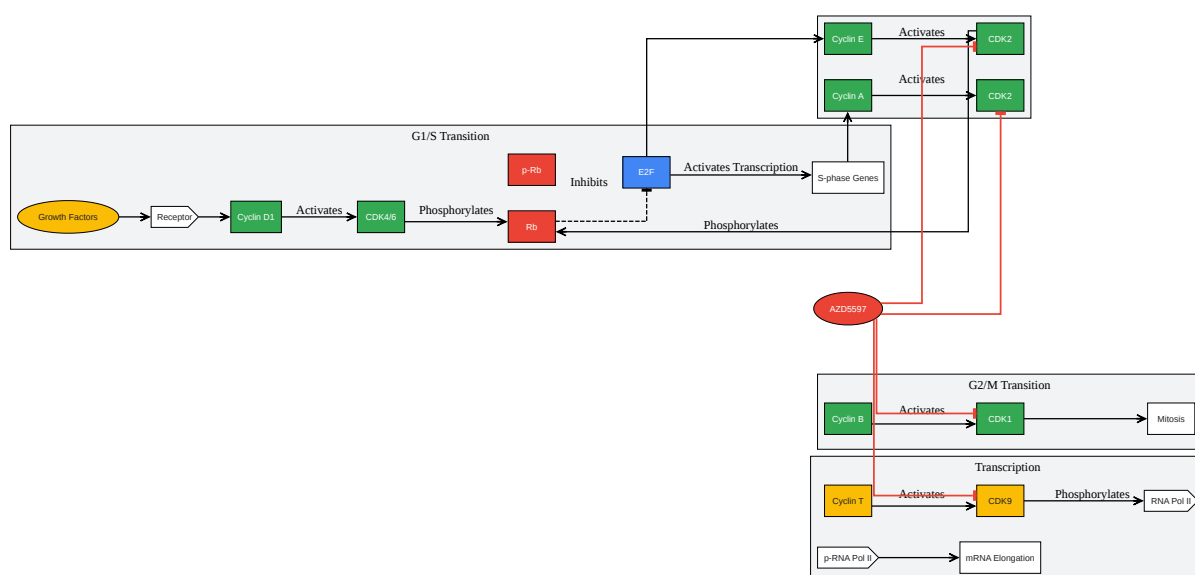 Cyclin E
Activates
CDK2
Cyclin A
Activates
CDK2
G1/S Transition
p-Rb
Inhibits
E2F
Activates Transcription
S-phase Genes
Growth Factors
Receptor
Cyclin D1
Activates
CDK4/6
Phosphorylates
Rb
Phosphorylates
AZD5597
G2/M Transition
Cyclin B
Activates
CDK1
Mitosis
Transcription
Cyclin T
Activates
CDK9
Phosphorylates
RNA Pol II
p-RNA Pol II
mRNA Elongation